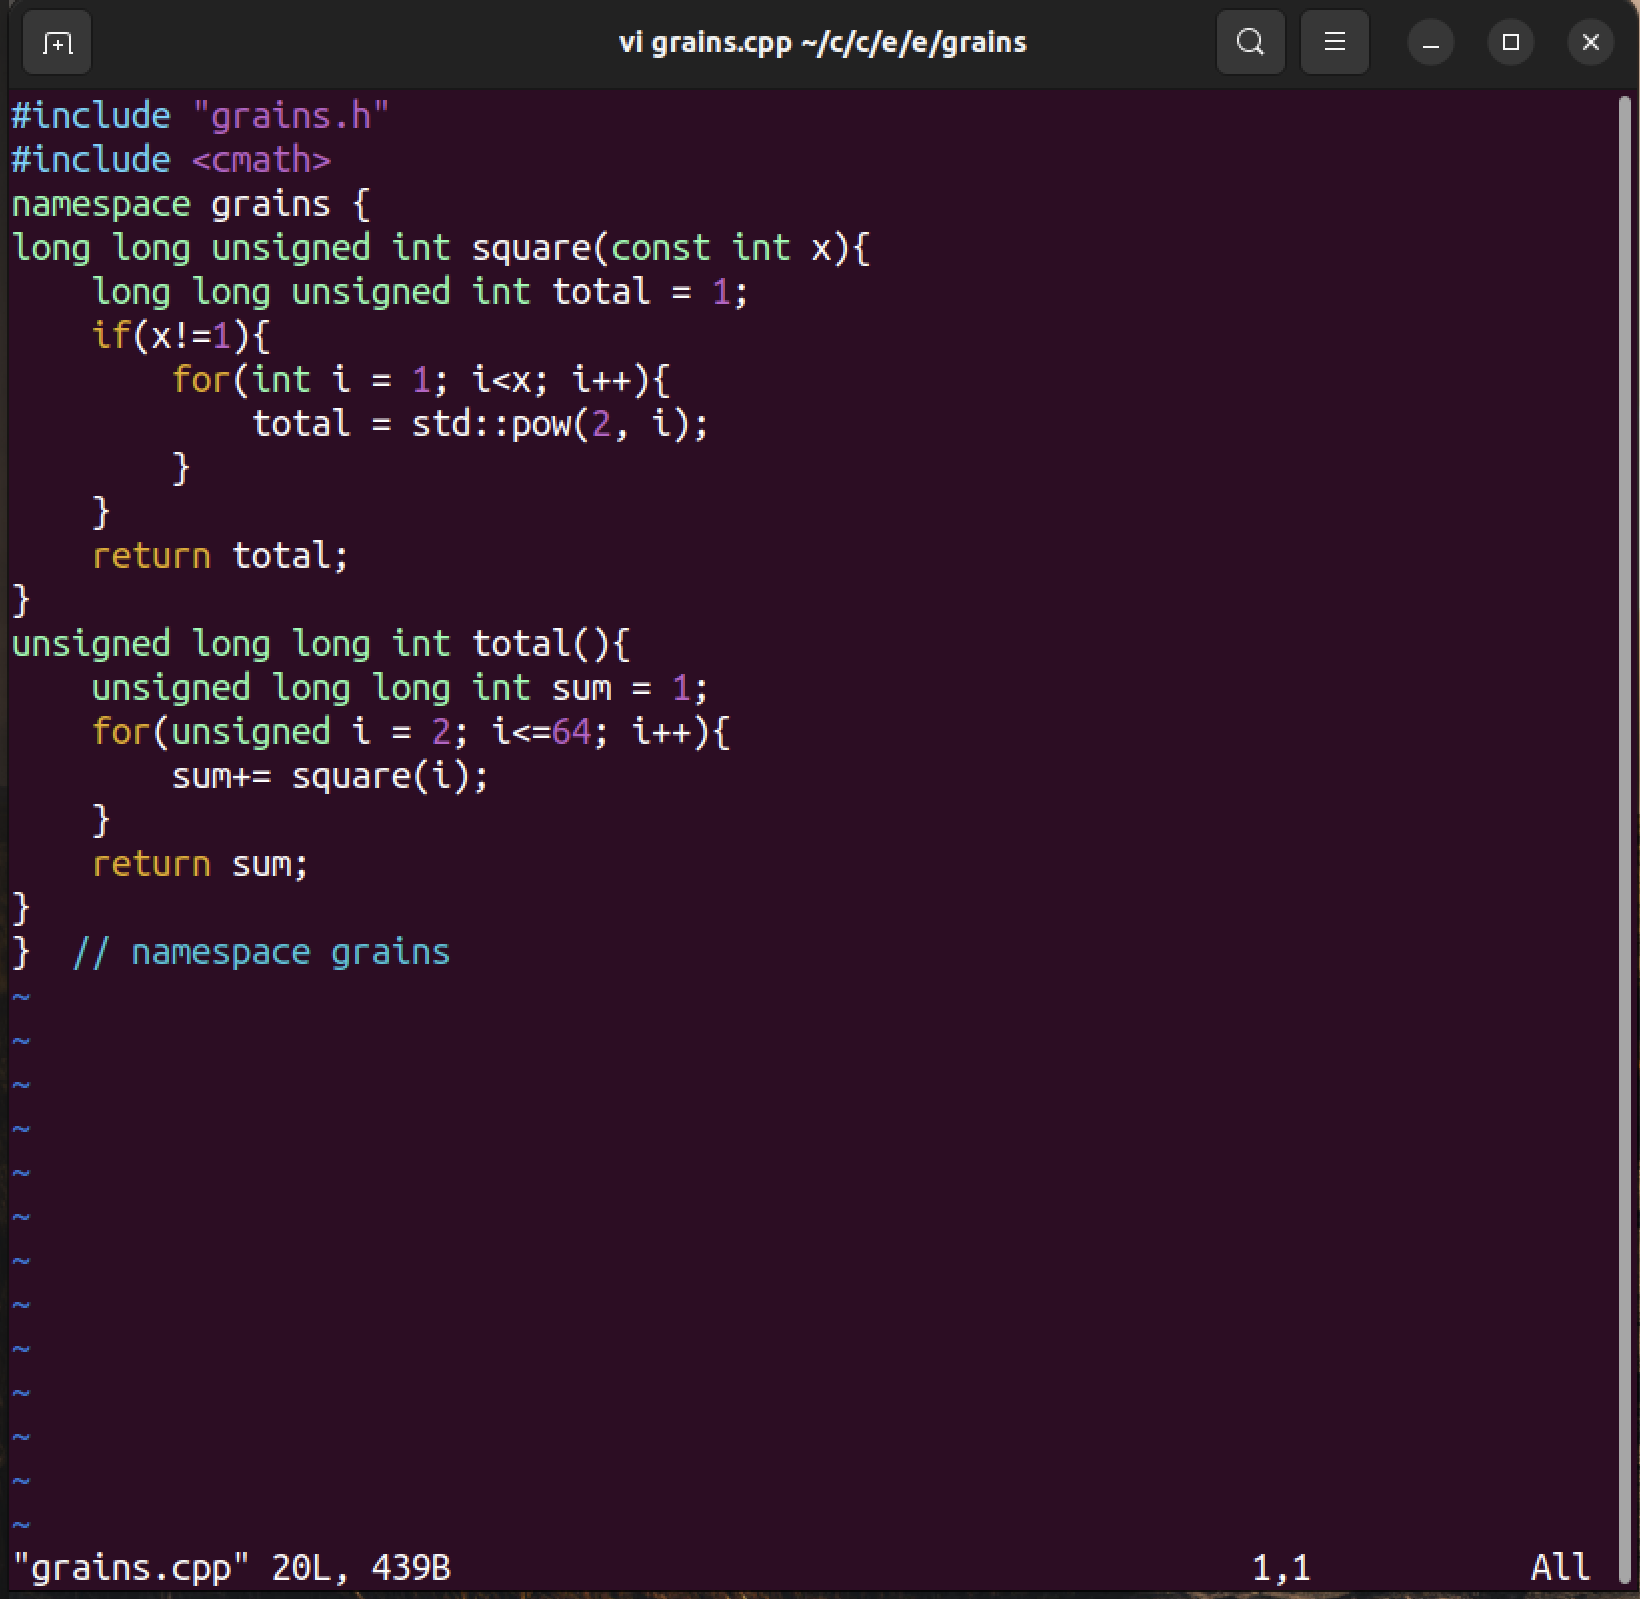 vi grains.cpp ~/c/c/e/e/grains
#include "grains.h"
#include <cmath>
namespace grains {
long long unsigned int square(const int x){
    long long unsigned int total = 1;
    if(x!=1){
        for(int i = 1; i<x; i++){
            total = std::pow(2, i);
        }
    }
    return total;
}
unsigned long long int total(){
    unsigned long long int sum = 1;
    for(unsigned i = 2; i<=64; i++){
        sum+= square(i);
    }
    return sum;
}
}  // namespace grains
~
~
~
~
~
~
~
~
~
~
~
~
~
"grains.cpp" 20L, 439B 1,1 All